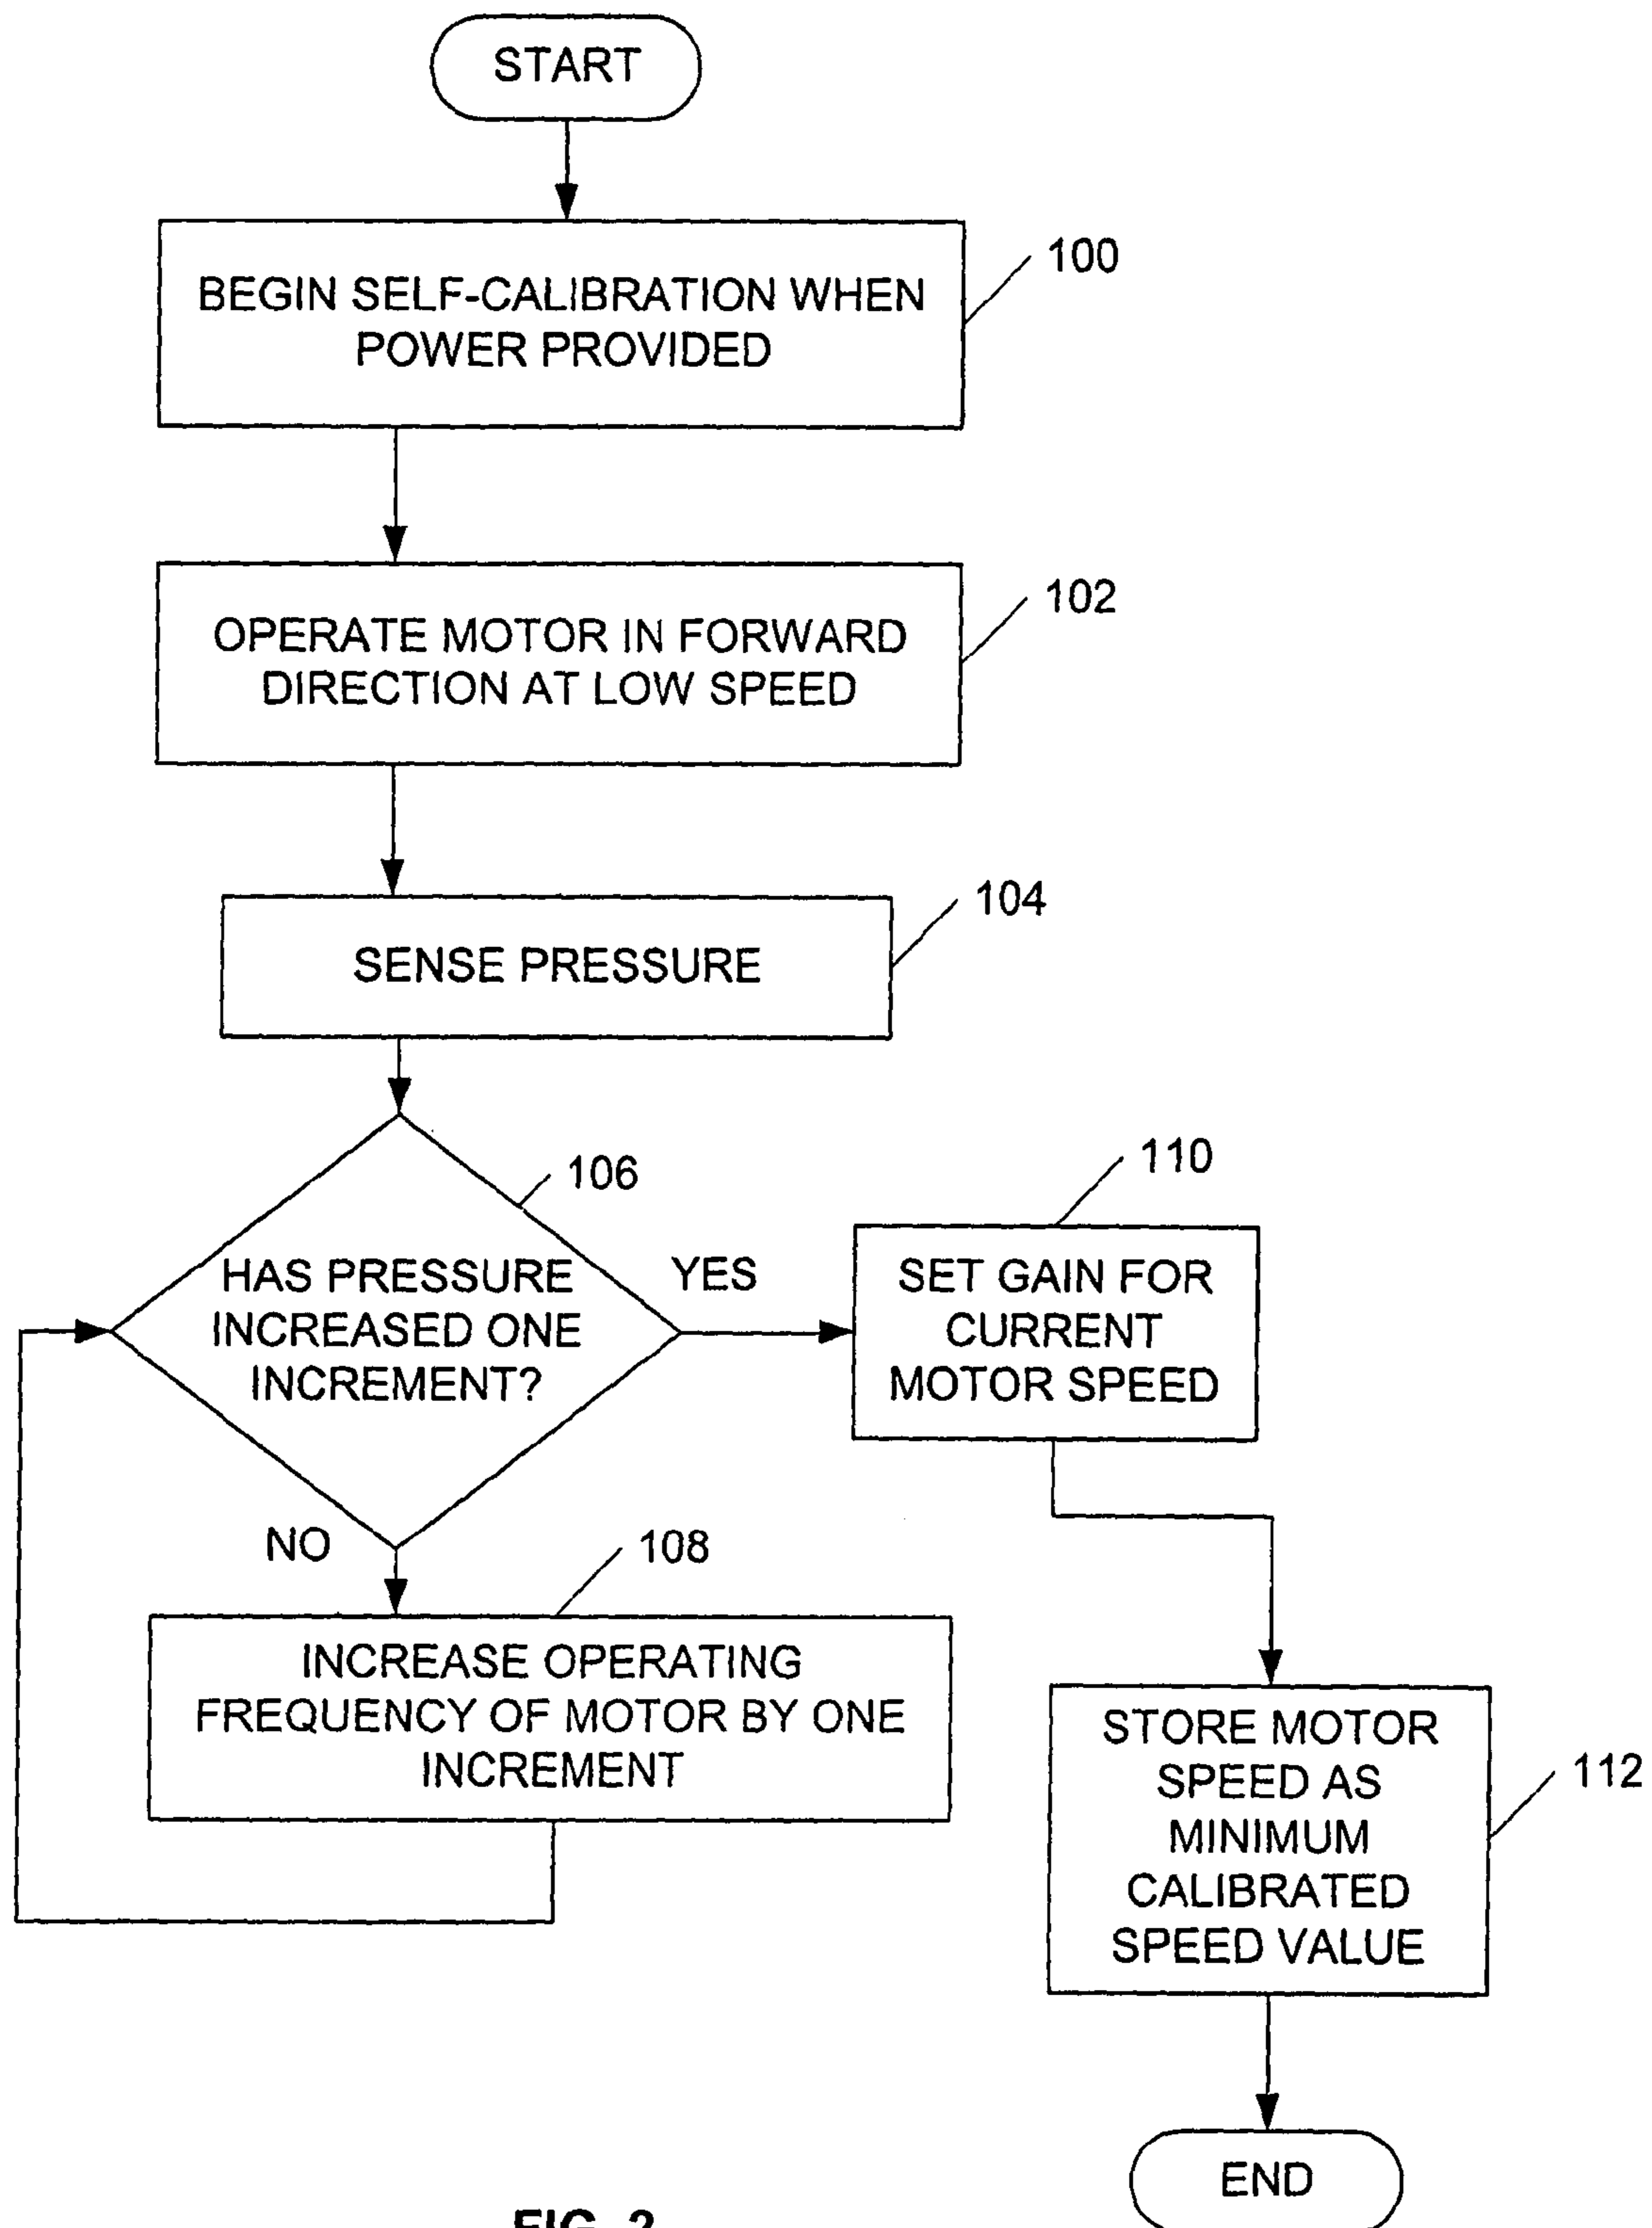 START
BEGIN SELF-CALIBRATION WHEN
POWER PROVIDED
100
OPERATE MOTOR IN FORWARD
DIRECTION AT LOW SPEED
102
SENSE PRESSURE
104
HAS PRESSURE
INCREASED ONE
INCREMENT?
106
YES
NO
110
SET GAIN FOR
CURRENT
MOTOR SPEED
108
INCREASE OPERATING
FREQUENCY OF MOTOR BY ONE
INCREMENT
STORE MOTOR
SPEED AS
MINIMUM
CALIBRATED
SPEED VALUE
112
END
FIG. 2